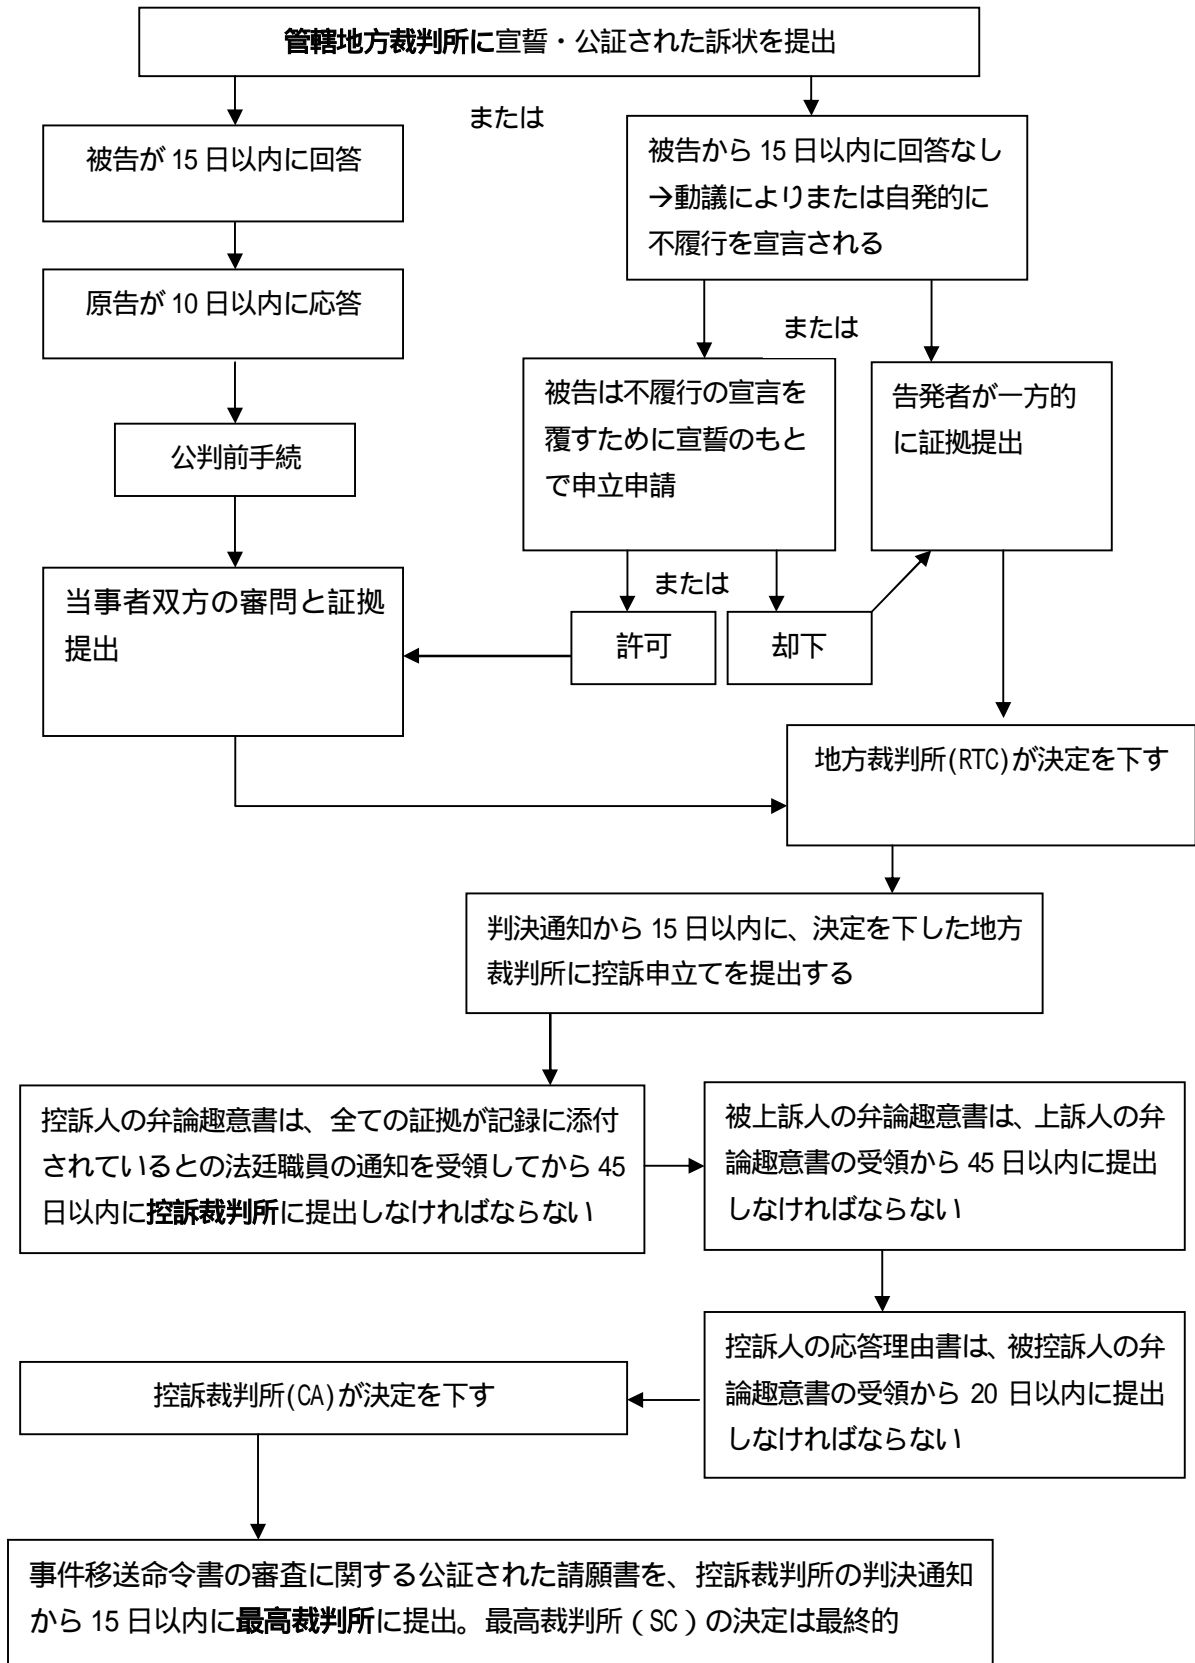 管轄地方裁判所に宣誓・公証された訴状を提出
または
被告が 15 日以内に回答
被告から 15 日以内に回答なし
→動議によりまたは自発的に
不履行を宣言される
原告が 10 日以内に応答
または
被告は不履行の宣言を
覆すために宣誓のもと
で申立申請
告発者が一方的
に証拠提出
公判前手続
または
当事者双方の審問と証拠
提出
許可
却下
地方裁判所(RTC)が決定を下す
判決通知から 15 日以内に、決定を下した地方
裁判所に控訴申立てを提出する
控訴人の弁論趣意書は、全ての証拠が記録に添付
されているとの法廷職員の通知を受領してから 45
日以内に控訴裁判所に提出しなければならない
被上訴人の弁論趣意書は、上訴人の弁
論趣意書の受領から 45 日以内に提出
しなければならない
控訴人の応答理由書は、被控訴人の弁
論趣意書の受領から 20 日以内に提出
しなければならない
控訴裁判所(CA)が決定を下す
事件移送命令書の審査に関する公証された請願書を、控訴裁判所の判決通知
から 15 日以内に最高裁判所に提出。最高裁判所（SC）の決定は最終的